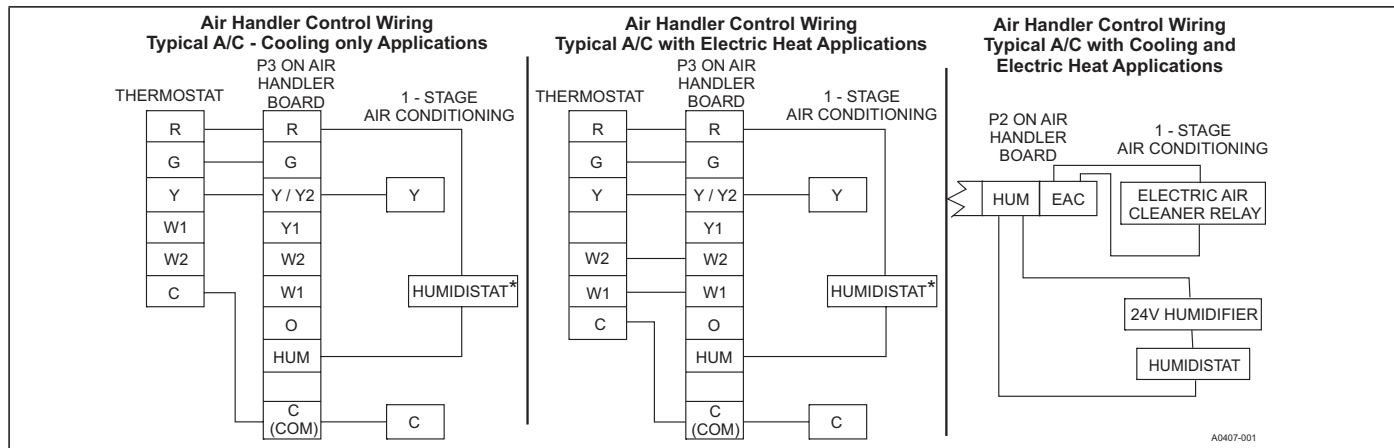 Air Handler Control Wiring
Typical A/C - Cooling only Applications
THERMOSTAT
P3 ON AIR
HANDLER
BOARD
1 - STAGE
AIR CONDITIONING
R
R
G
G
Y
Y / Y2
Y
W1
Y1
W2
W2
C
W1
HUMIDISTAT*
O
HUM
C
(COM)
C
Air Handler Control Wiring
Typical A/C with Electric Heat Applications
THERMOSTAT
P3 ON AIR
HANDLER
BOARD
1 - STAGE
AIR CONDITIONING
R
R
G
G
Y
Y / Y2
Y
Y1
W2
W2
W1
W1
HUMIDISTAT*
C
O
HUM
C
(COM)
C
Air Handler Control Wiring
Typical A/C with Cooling and
Electric Heat Applications
P2 ON AIR
HANDLER
BOARD
1 - STAGE
AIR CONDITIONING
HUM
EAC
ELECTRIC AIR
CLEANER RELAY
24V HUMIDIFIER
HUMIDISTAT
A0407-001